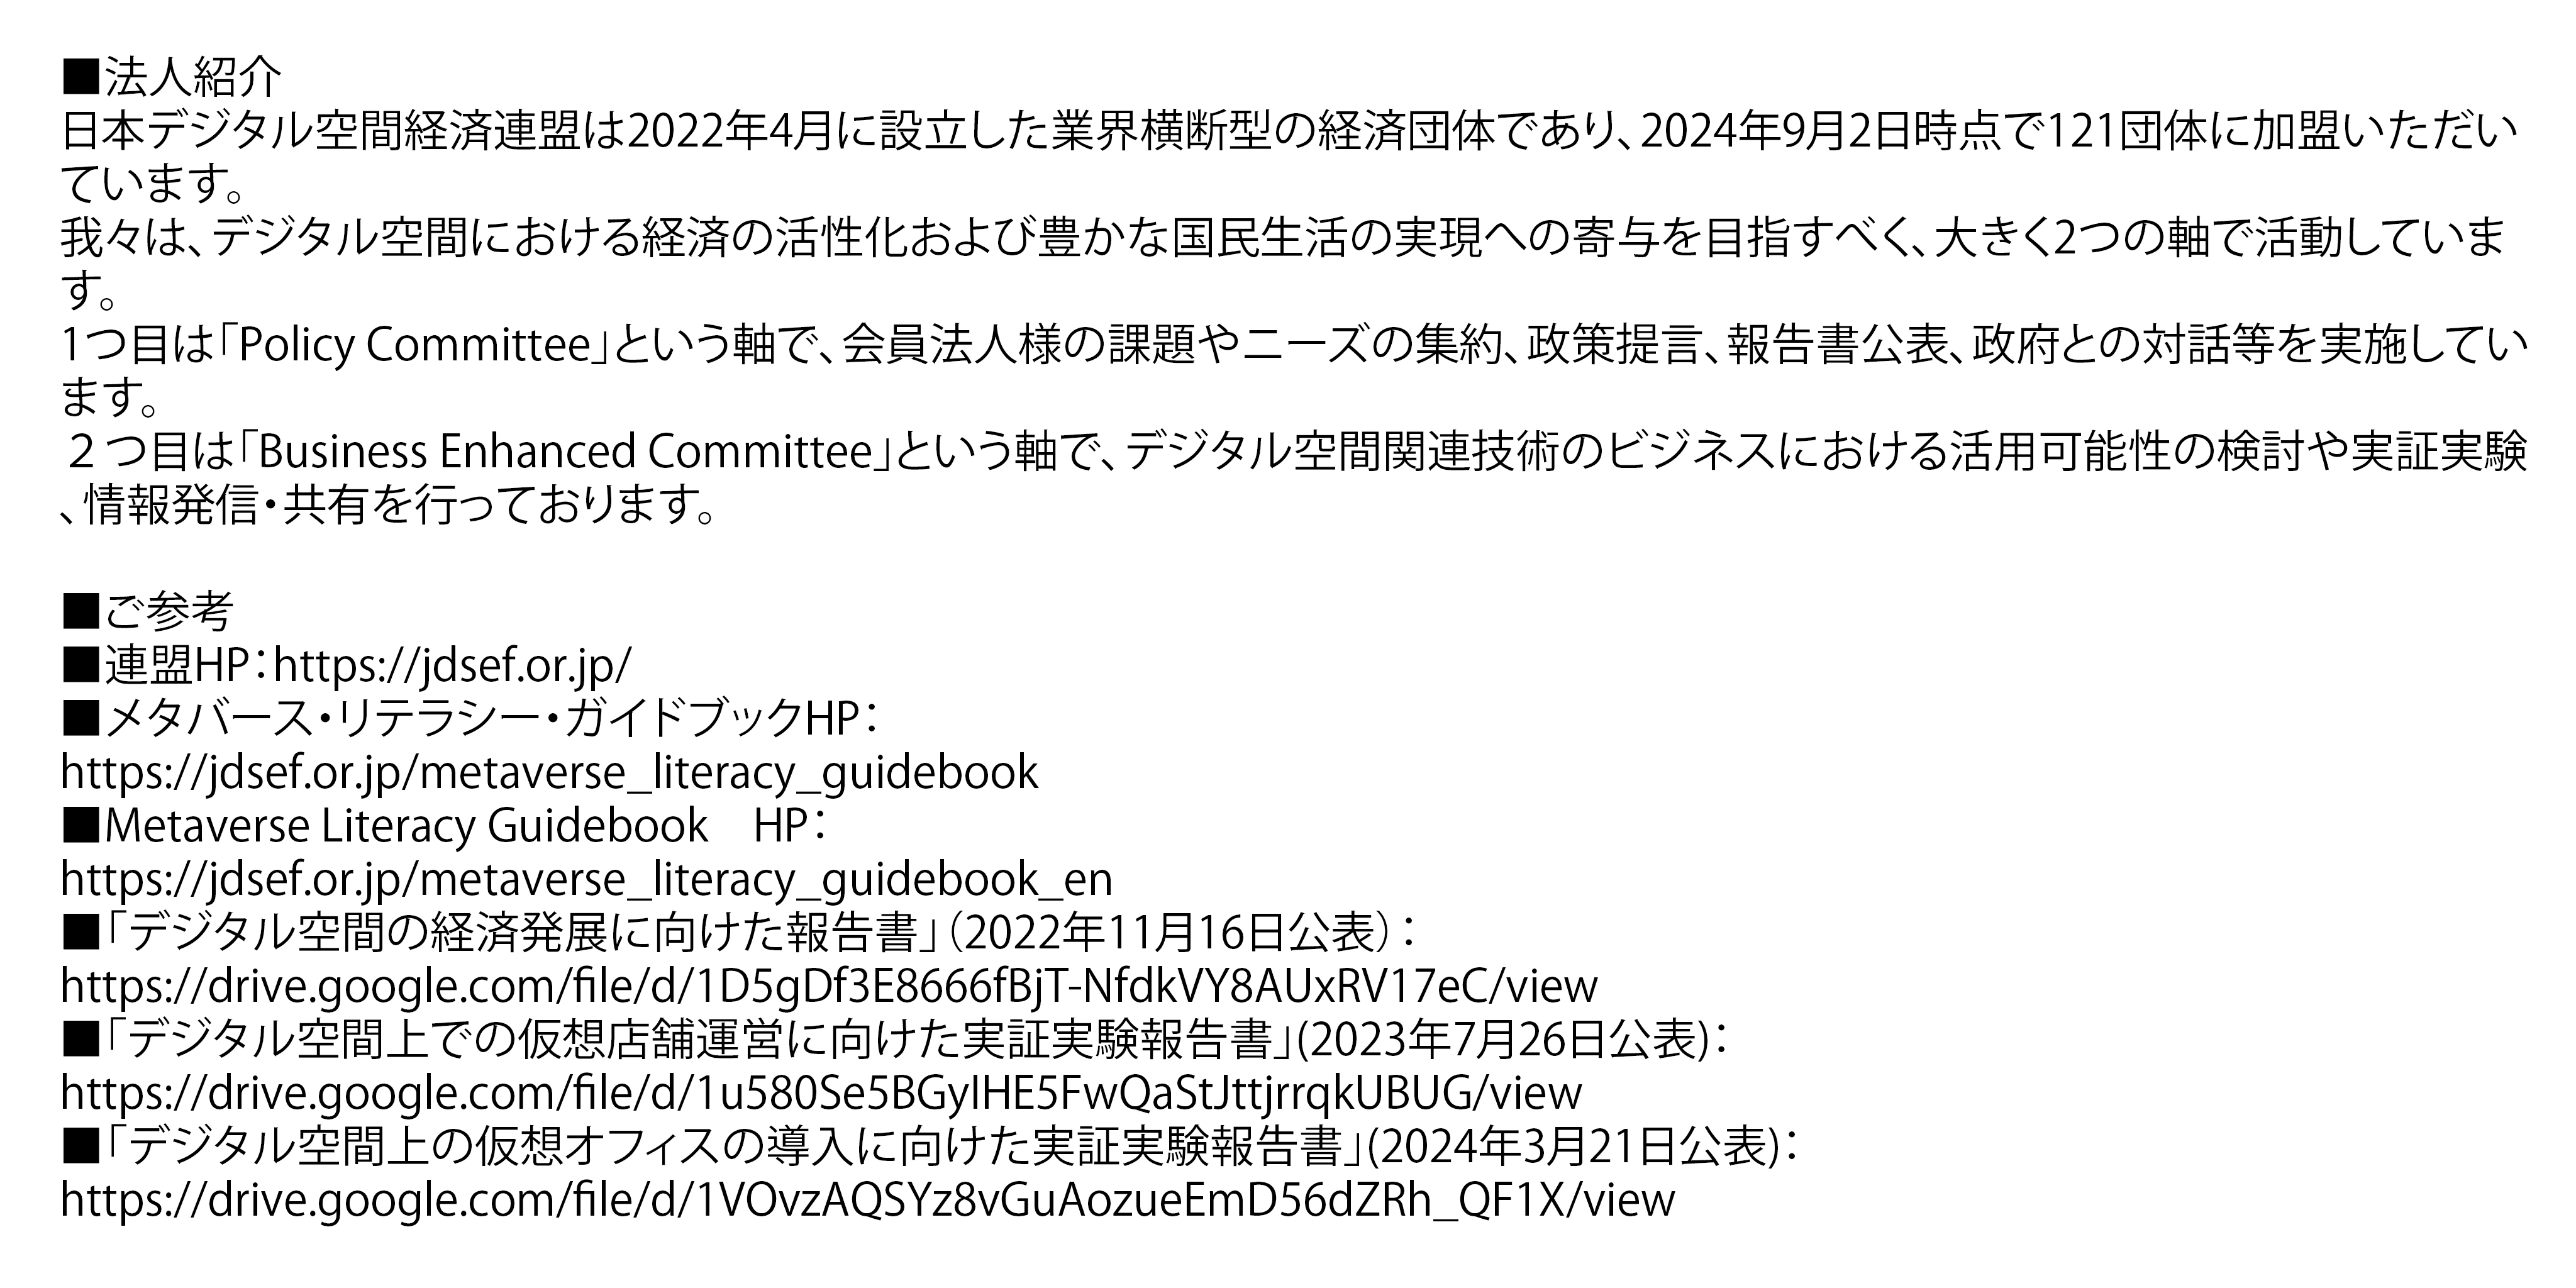 ■法人紹介
日本デジタル空間経済連盟は2022年4月に設立した業界横断型の経済団体であり、2024年9月2日時点で121団体に加盟いただい
ています。
我々は、デジタル空間における経済の活性化および豊かな国民生活の実現への寄与を目指すべく、大きく2つの軸で活動していま
す。
1つ目は「Policy Committee」という軸で、会員法人様の課題やニーズの集約、政策提言、報告書公表、政府との対話等を実施してい
ます。
２つ目は「Business Enhanced Committee」という軸で、デジタル空間関連技術のビジネスにおける活用可能性の検討や実証実験
、情報発信・共有を行っております。
■ご参考
■連盟HP：https://jdsef.or.jp/
■メタバース・リテラシー・ガイドブックHP：
https://jdsef.or.jp/metaverse_literacy_guidebook
■Metaverse Literacy Guidebook　HP：
https://jdsef.or.jp/metaverse_literacy_guidebook_en
■「デジタル空間の経済発展に向けた報告書」（2022年11月16日公表）：
https://drive.google.com/file/d/1D5gDf3E8666fBjT-NfdkVY8AUxRV17eC/view
■「デジタル空間上での仮想店舗運営に向けた実証実験報告書」(2023年7月26日公表)：
https://drive.google.com/file/d/1u580Se5BGyIHE5FwQaStJttjrrqkUBUG/view
■「デジタル空間上の仮想オフィスの導入に向けた実証実験報告書」(2024年3月21日公表)：
https://drive.google.com/file/d/1VOvzAQSYz8vGuAozueEmD56dZRh_QF1X/view